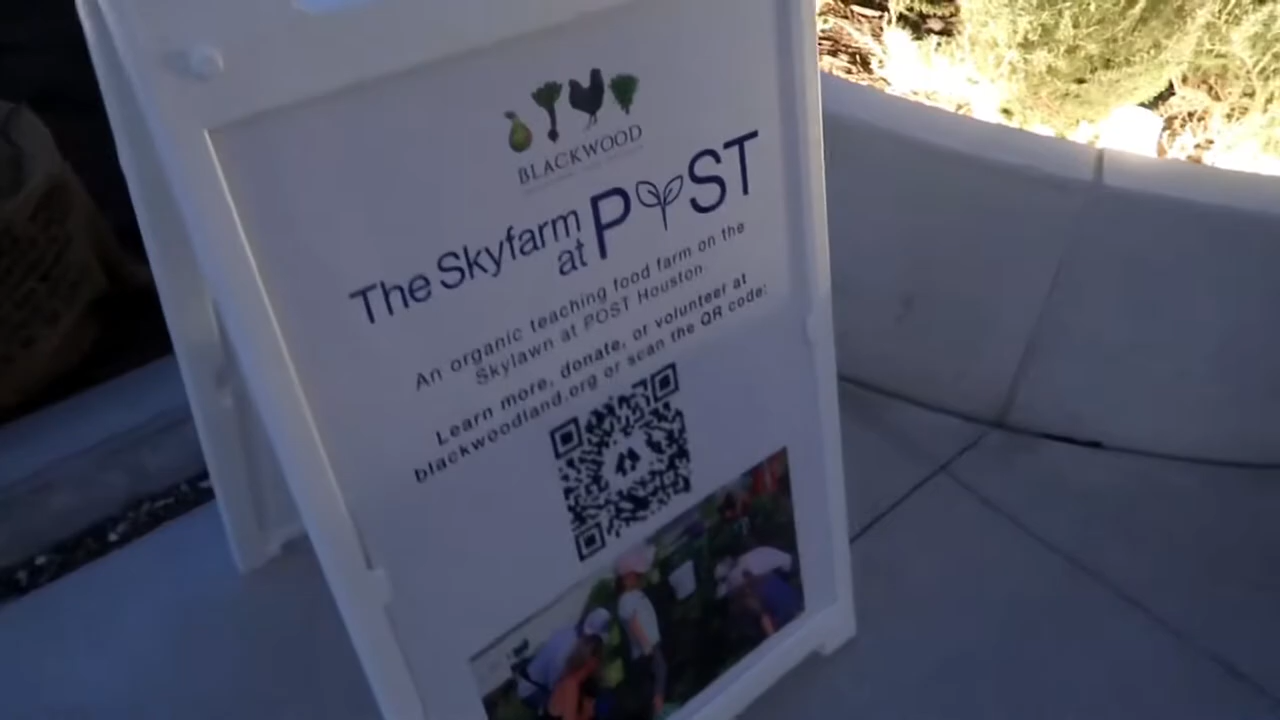 BLACKWOOD
The Skyfarm
at POST
An organic teaching food farm on the
Skylawn at POST Houston.
Learn more, donate, or volunteer at
blackwoodland.org or scan the QR code: